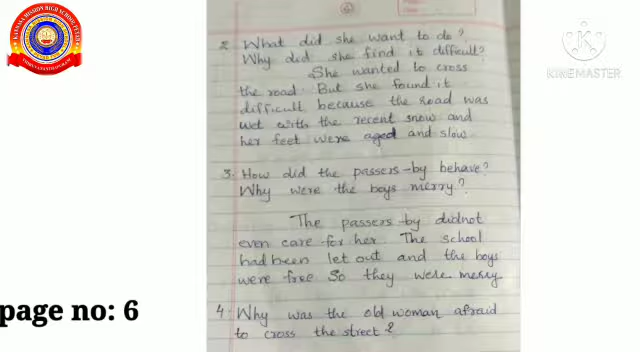 2. What did she want to do?
Why did she find it difficult?
She wanted to cross
the road. But she found it
difficult because the road was
wet with the recent snow and
her feet were aged and slow.
3. How did the passers-by behave?
Why were the boys merry?
The passers-by didnot
even care for her. The school
had been let out and the boys
were free So they were merry.
4. Why was the old woman afraid
to cross the street?
page no: 6
KINEMASTER